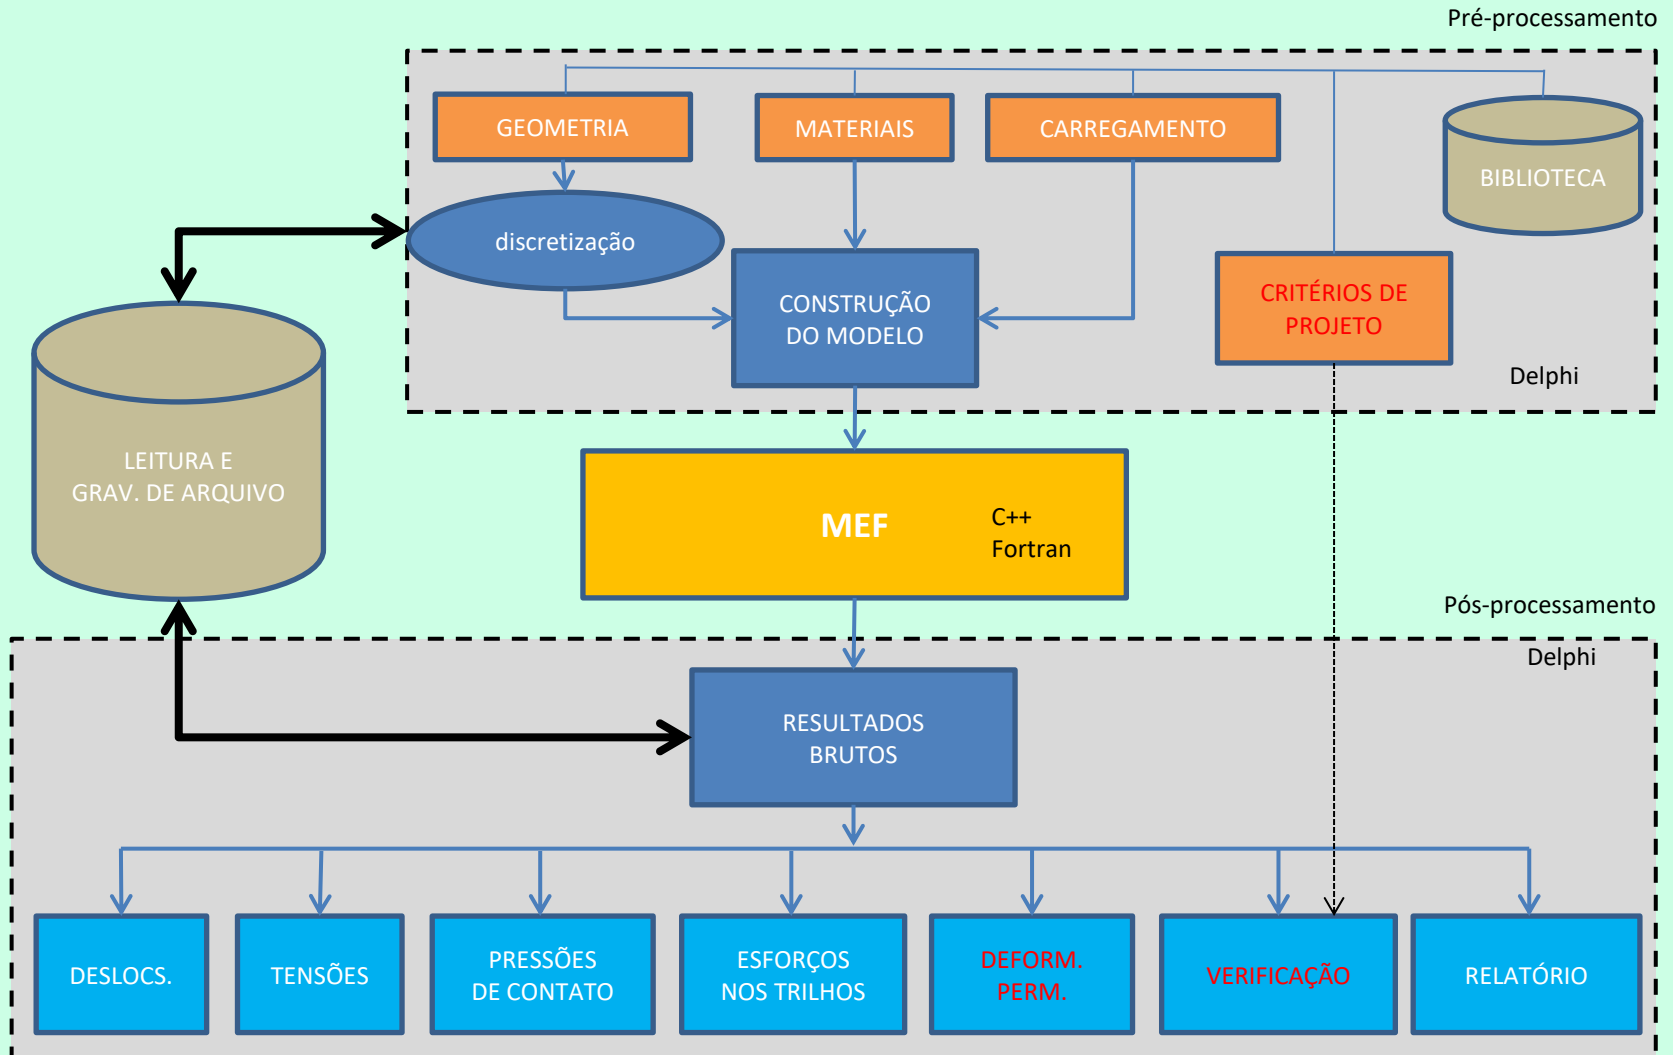 Pré-processamento
GEOMETRIA
MATERIAIS
CARREGAMENTO
BIBLIOTECA
discretização
CONSTRUÇÃO
DO MODELO
CRITÉRIOS DE
PROJETO
Delphi
LEITURA E
GRAV. DE ARQUIVO
MEF
C++
Fortran
Pós-processamento
Delphi
RESULTADOS
BRUTOS
DESLOCS.
TENSÕES
PRESSÕES
DE CONTATO
ESFORÇOS
NOS TRILHOS
DEFORM.
PERM.
VERIFICAÇÃO
RELATÓRIO